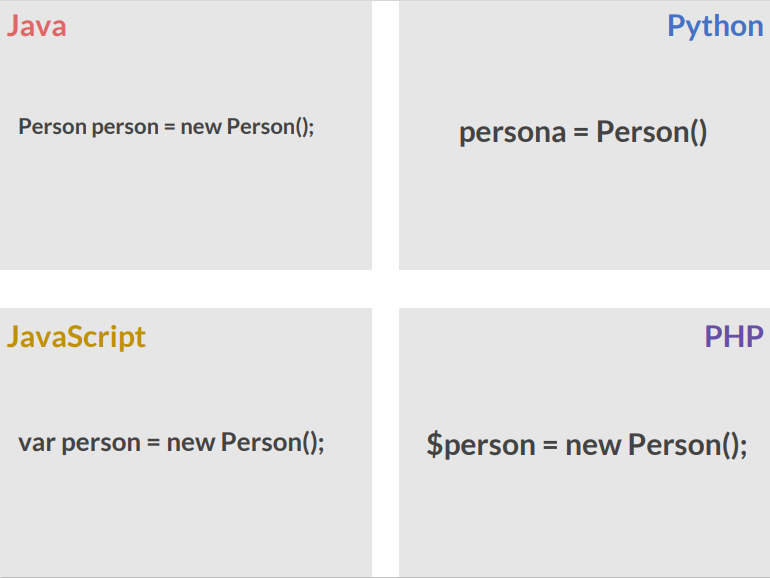 Java
Person person = new Person();
Python
persona = Person()
JavaScript
var person = new Person();
PHP
$person = new Person();